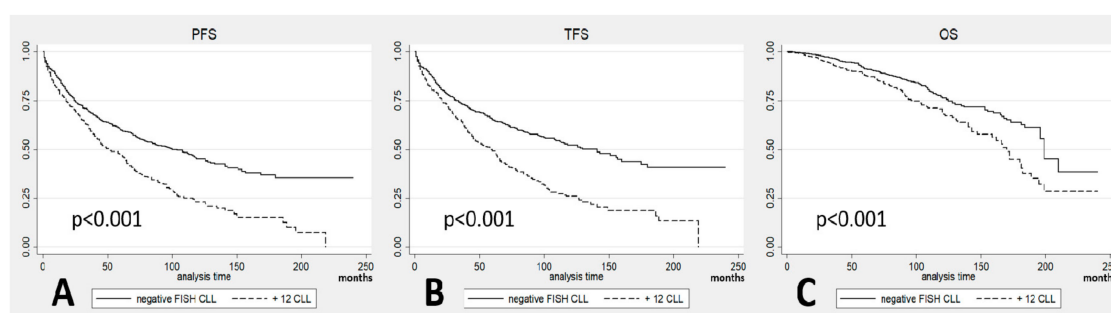 PFS
1.00
0.75
0.50
0.25
0.00
p<0.001
0 50 100 150 200 250
analysis time months
A
negative FISH CLL + 12 CLL
TFS
1.00
0.75
0.50
0.25
0.00
p<0.001
0 50 100 150 200 250
analysis time months
B
negative FISH CLL + 12 CLL
OS
1.00
0.75
0.50
0.25
0.00
p<0.001
0 50 100 150 200 250
analysis time months
C
negative FISH CLL + 12 CLL